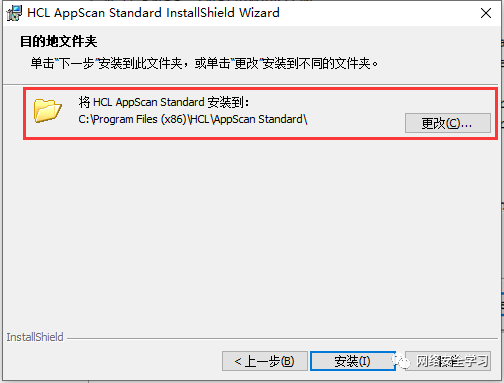 HCL AppScan Standard InstallShield Wizard
目的地文件夹
单击"下一步"安装到此文件夹，或单击"更改"安装到不同的文件夹。
将 HCL AppScan Standard 安装到：
C:\Program Files (x86)\HCL\AppScan Standard\
更改(C)...
InstallShield
< 上一步(B)
安装(I)
网络安全学习